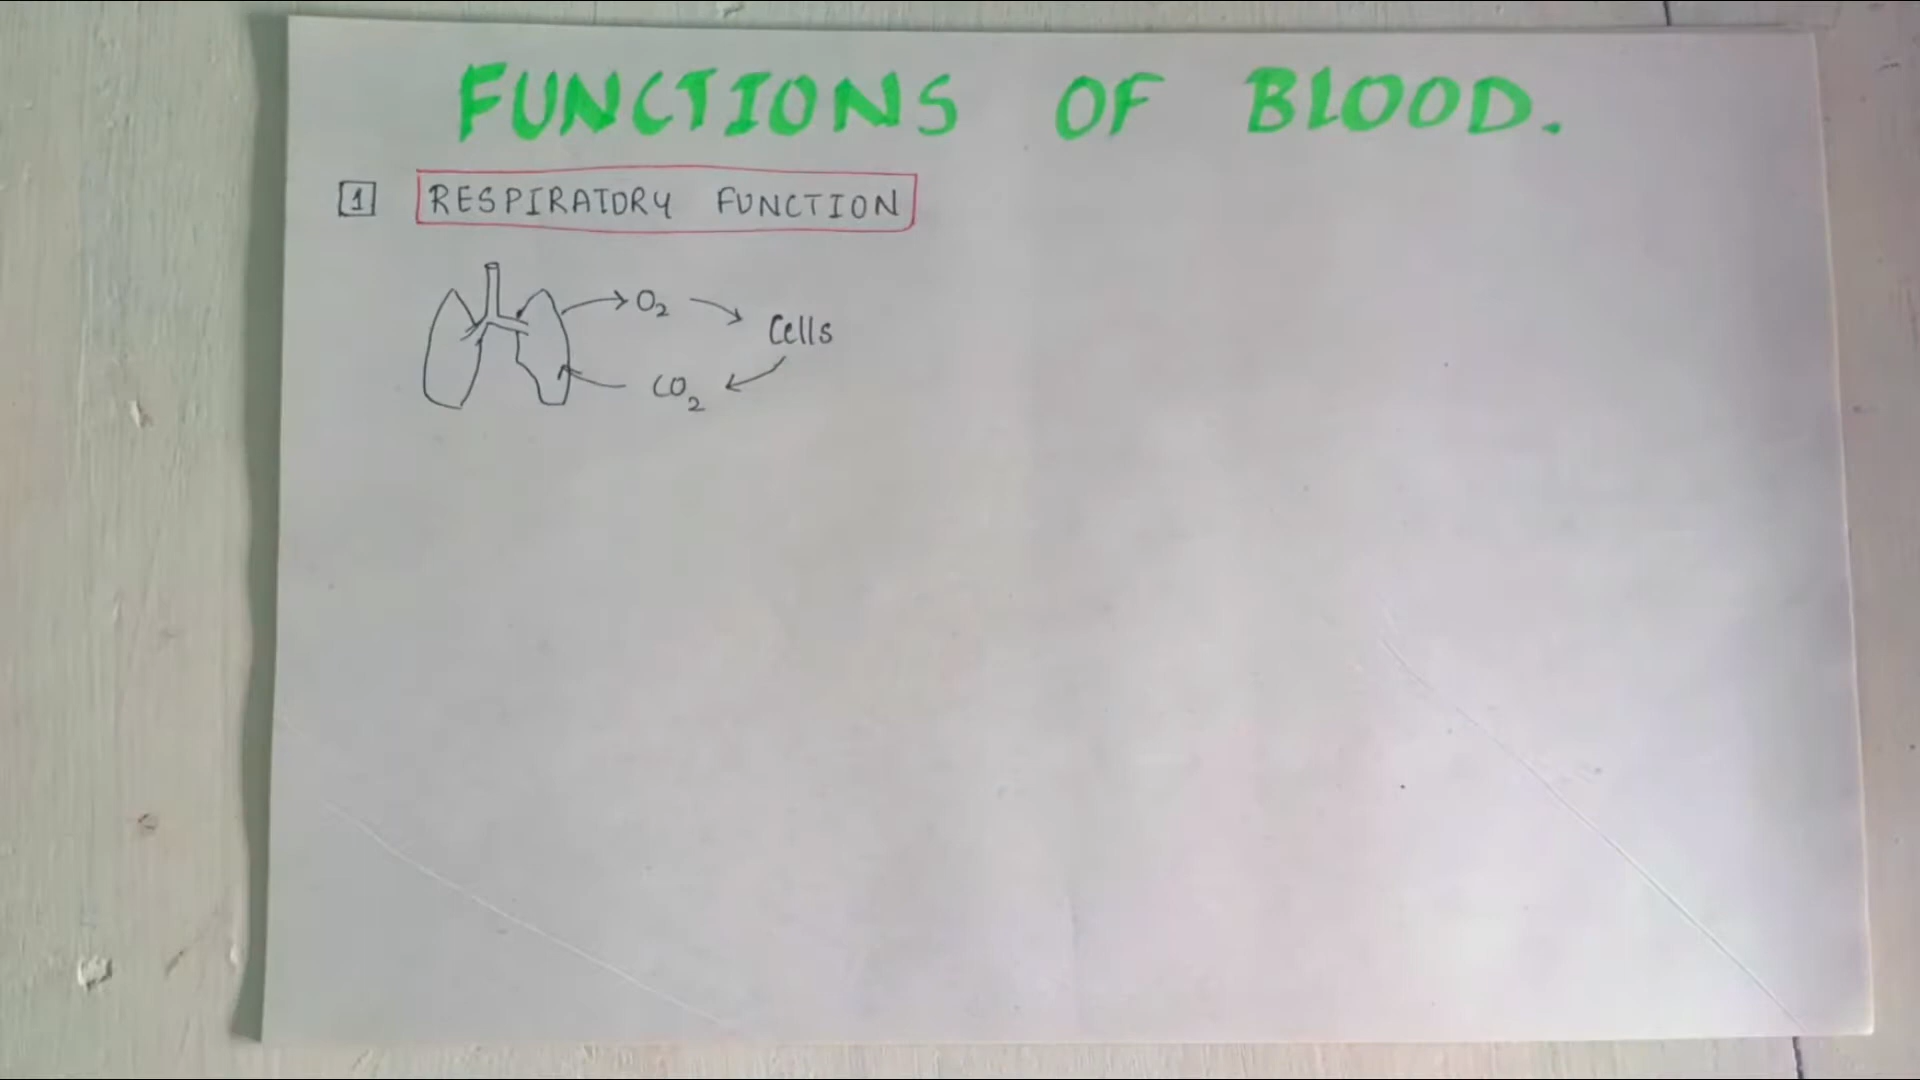 FUNCTIONS OF BLOOD.
1 RESPIRATORY FUNCTION
O₂
Cells
CO₂